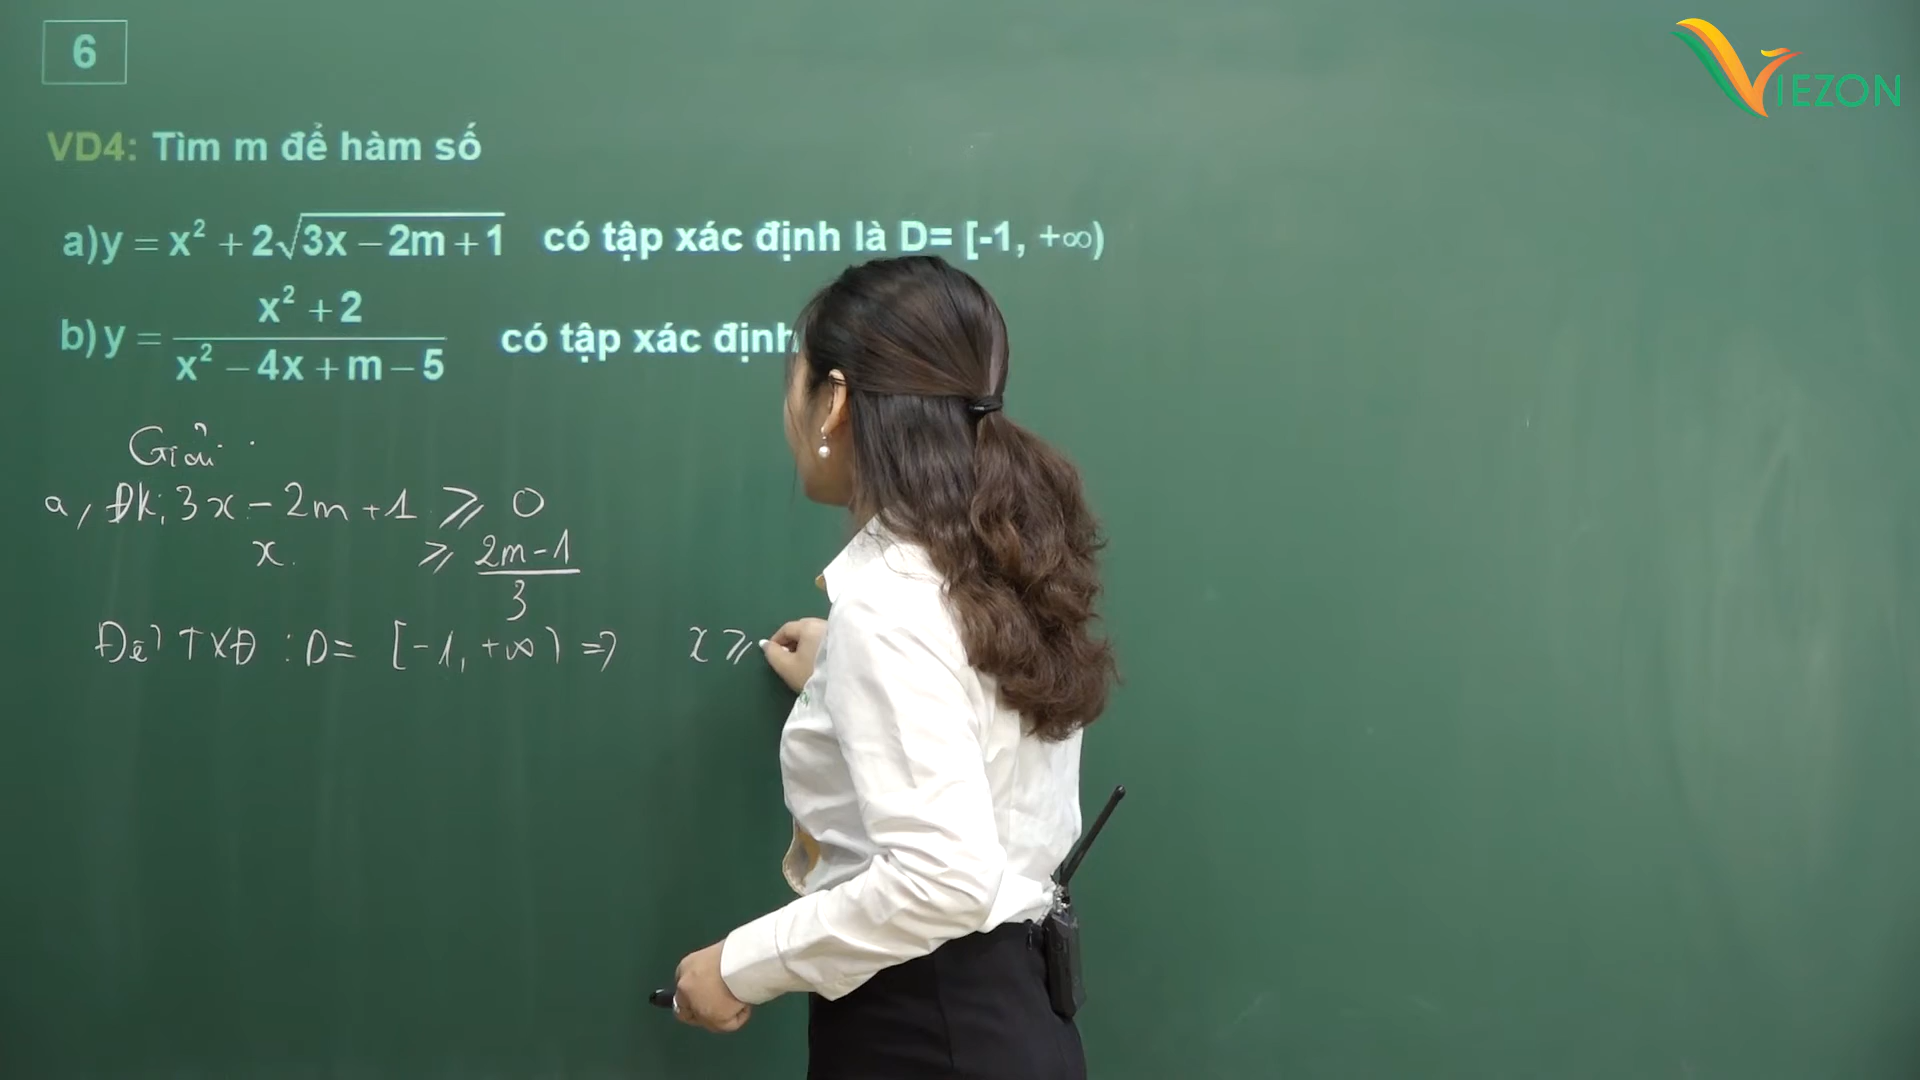 6
VIEZON
VD4: Tìm m để hàm số
a) y = x² + 2√(3x − 2m + 1) có tập xác định là D= [-1, +∞)
b) y = (x² + 2)/(x² − 4x + m − 5) có tập xác định
Giải:
a, Đk: 3x - 2m + 1 ⩾ 0
x ⩾ (2m - 1)/3
Để TXĐ : D = [-1, +∞) => x ⩾